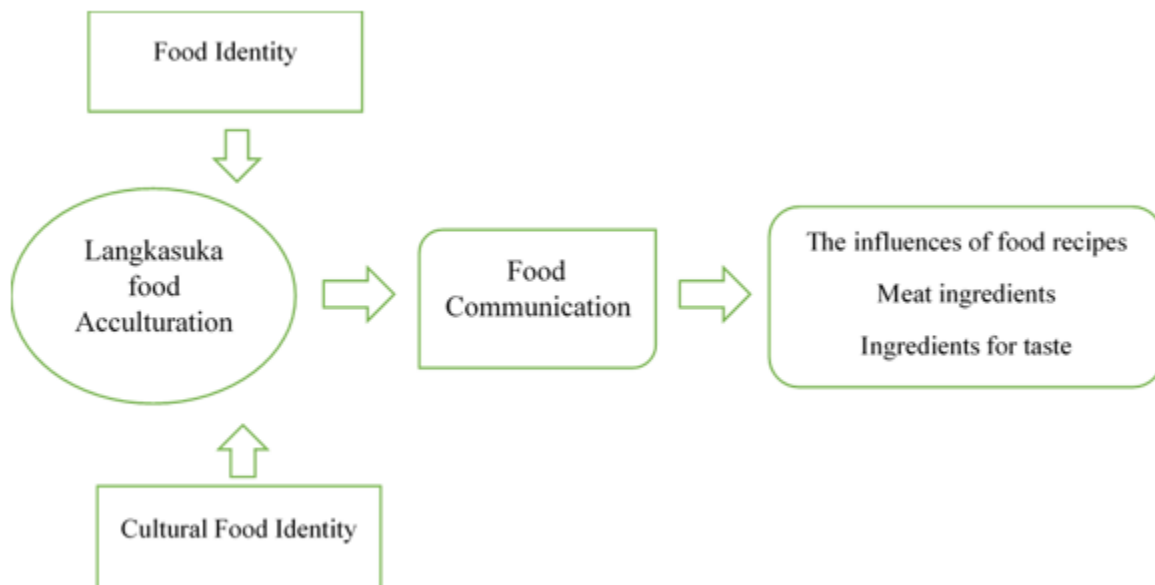 Food Identity
Langkasuka
food
Acculturation
Food
Communication
The influences of food recipes
Meat ingredients
Ingredients for taste
Cultural Food Identity